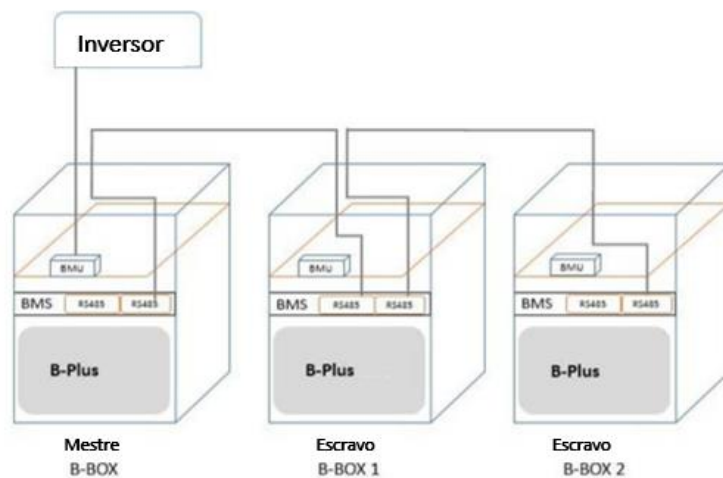 Inversor
BMU
BMU
BMU
BMS RS485 RS485
BMS RS485 RS485
BMS RS485 RS485
B-Plus
B-Plus
B-Plus
Mestre
Escravo
Escravo
B-BOX
B-BOX 1
B-BOX 2